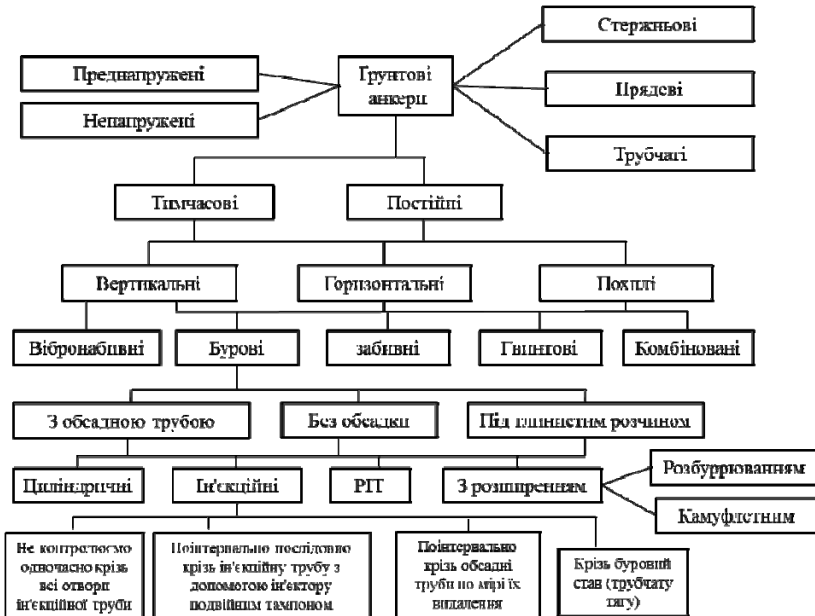 Стержньові
Преднапружені
Ґрунтові
анкери
Прядеві
Ненапружені
Трубчаті
Тимчасові
Постійні
Вертикальні
Горизонтальні
Похилі
Вібронабивні
Бурові
забивні
Гвинтові
Комбіновані
З обсадною трубою
Без обсадки
Під глинистим розчином
Розбуррюванням
Циліндричні
Ін'єкційні
РІТ
З розширенням
Камуфлетним
Не контролюємо
одночасно крізь
всі отвори
ін'єкційної труби
Поінтервально послідовно
крізь ін'єкційну трубу з
допомогою ін'єктору
подвійним тампоном
Поінтервально
крізь обсадні
труби по мірі їх
видалення
Крізь буровий
став (трубчату
тягу)